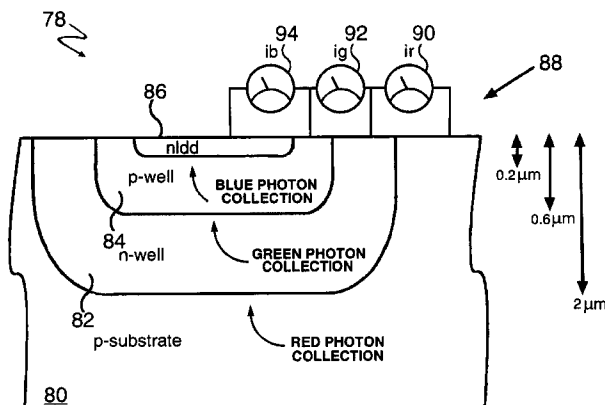 78
94
92
90
ib
ig
ir
88
86
nldd
p-well
BLUE PHOTON
COLLECTION
0.2µm
0.6µm
84
n-well
GREEN PHOTON
COLLECTION
82
2µm
p-substrate
RED PHOTON
COLLECTION
80